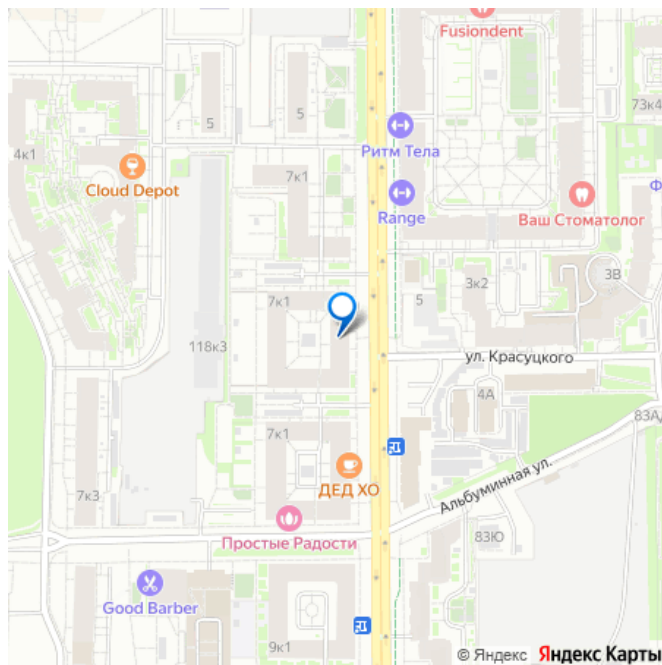 Fusiondent
73к4
5
5
Ритм Тела
4к1
7к1
Cloud Depot
Range
Ваш Стоматолог
Ф
3В
3к2
7к1
5
118к3
ул. Красуцкого
4А
83АД
7к1
ДЕД ХО
Альбуминная ул.
7к3
Простые Радости
83Ю
Good Barber
9к1
© Яндекс Яндекс Карты